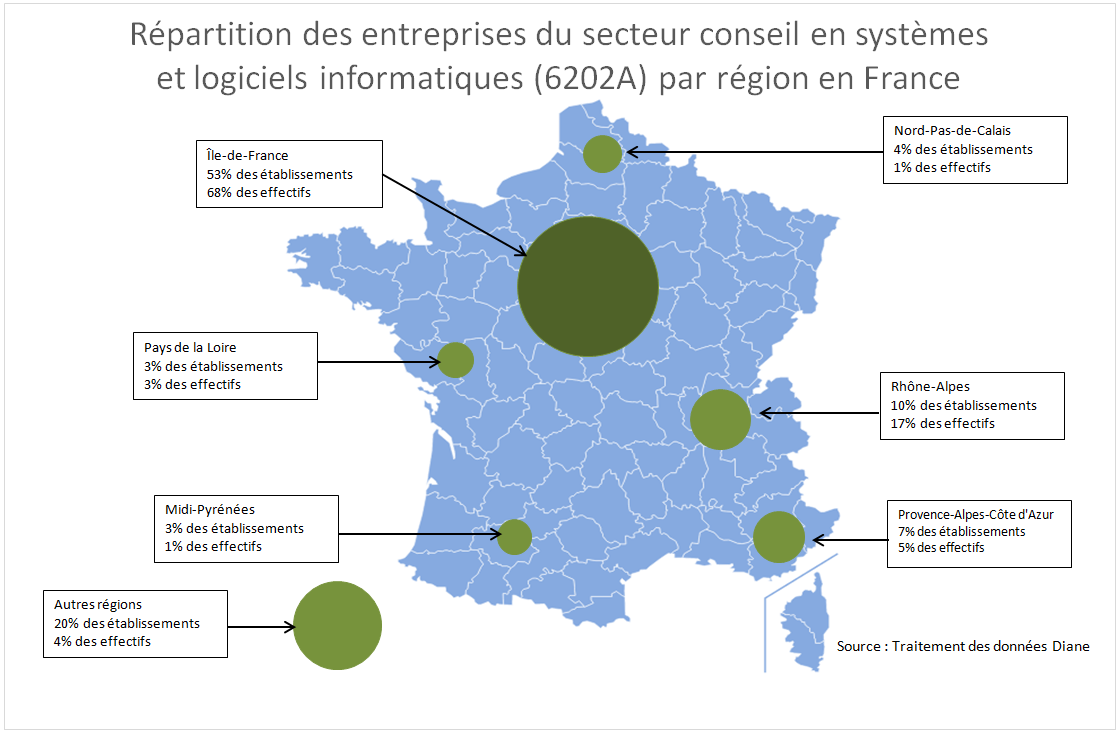 Répartition des entreprises du secteur conseil en systèmes
et logiciels informatiques (6202A) par région en France
Île-de-France
53% des établissements
68% des effectifs
Nord-Pas-de-Calais
4% des établissements
1% des effectifs
Pays de la Loire
3% des établissements
3% des effectifs
Rhône-Alpes
10% des établissements
17% des effectifs
Midi-Pyrénées
3% des établissements
1% des effectifs
Provence-Alpes-Côte d'Azur
7% des établissements
5% des effectifs
Autres régions
20% des établissements
4% des effectifs
Source : Traitement des données Diane